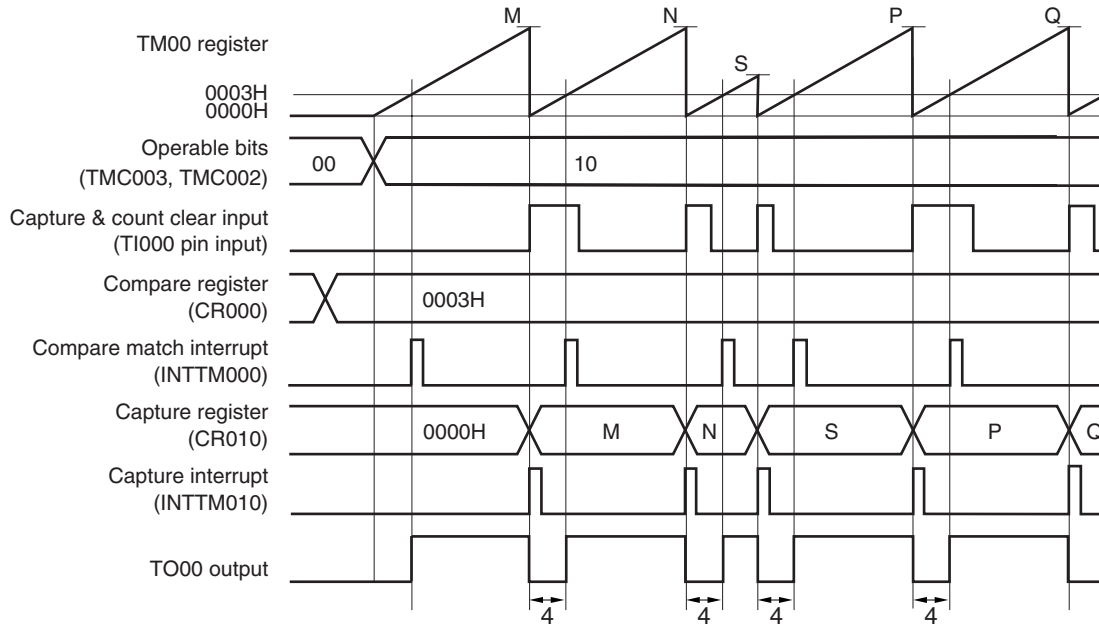 M N S P Q
TM00 register
0003H
0000H
Operable bits
(TMC003, TMC002)
00 10
Capture & count clear input
(TI000 pin input)
Compare register
(CR000)
0003H
Compare match interrupt
(INTTM000)
Capture register
(CR010)
0000H M N S P Q
Capture interrupt
(INTTM010)
TO00 output
4 4 4 4